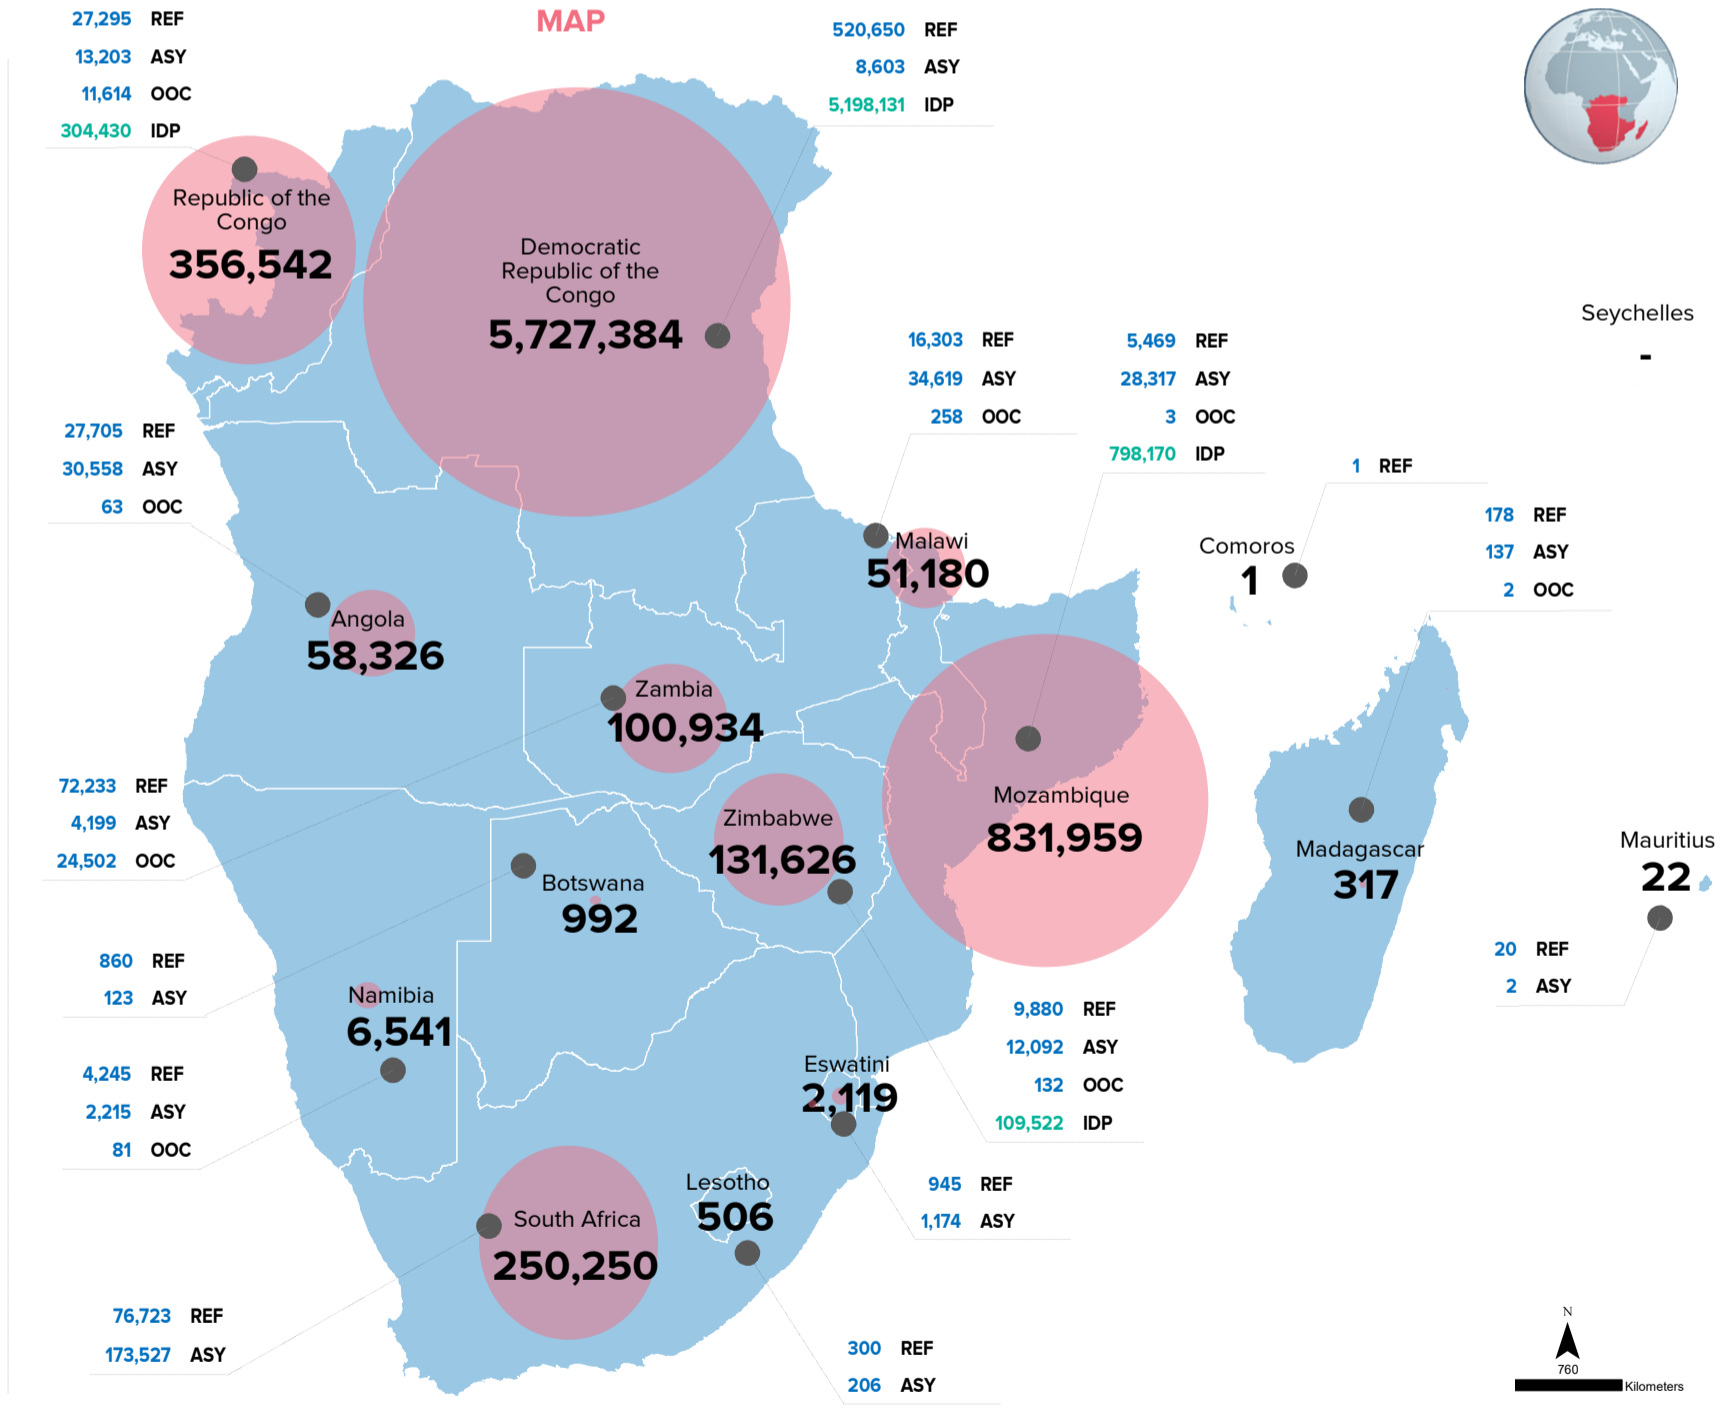 MAP
27,295 REF
13,203 ASY
11,614 OOC
304,430 IDP
520,650 REF
8,603 ASY
5,198,131 IDP
Republic of the
Congo
356,542
Democratic
Republic of the
Congo
5,727,384
Seychelles
-
16,303 REF
34,619 ASY
258 OOC
5,469 REF
28,317 ASY
3 OOC
798,170 IDP
27,705 REF
30,558 ASY
63 OOC
1 REF
178 REF
137 ASY
2 OOC
Malawi
51,180
Comoros
1
Angola
58,326
Zambia
100,934
72,233 REF
4,199 ASY
24,502 OOC
Zimbabwe
131,626
Mozambique
831,959
Madagascar
317
Mauritius
22
Botswana
992
860 REF
123 ASY
20 REF
2 ASY
Namibia
6,541
9,880 REF
12,092 ASY
132 OOC
109,522 IDP
4,245 REF
2,215 ASY
81 OOC
Eswatini
2,119
945 REF
1,174 ASY
Lesotho
506
South Africa
250,250
76,723 REF
173,527 ASY
300 REF
206 ASY
N
760
Kilometers